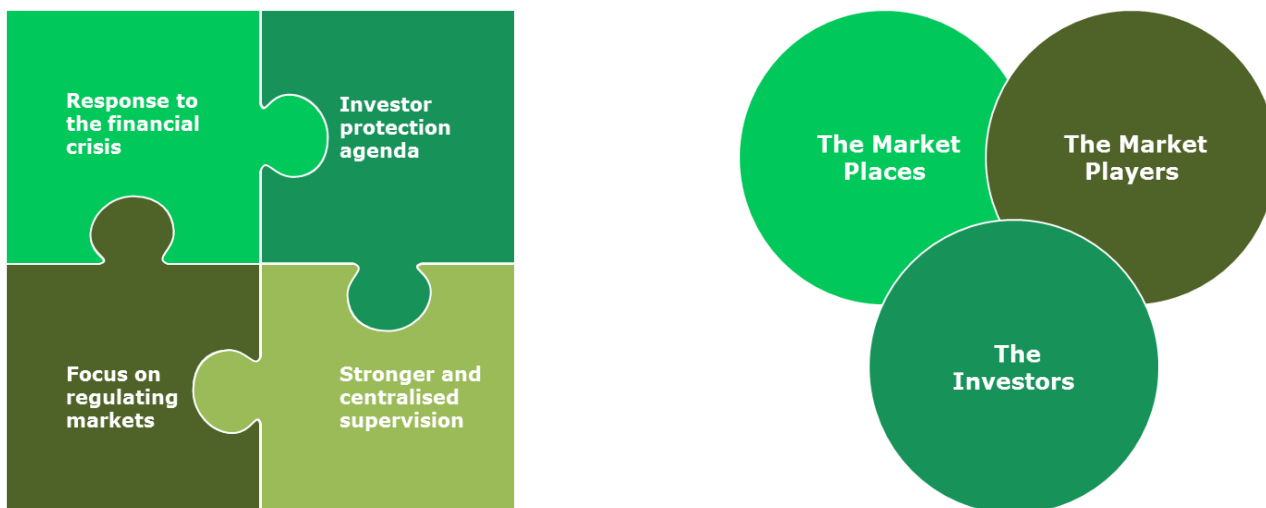 Response to
the financial
crisis
Investor
protection
agenda
Focus on
regulating
markets
Stronger and
centralised
supervision
The Market
Places
The Market
Players
The
Investors